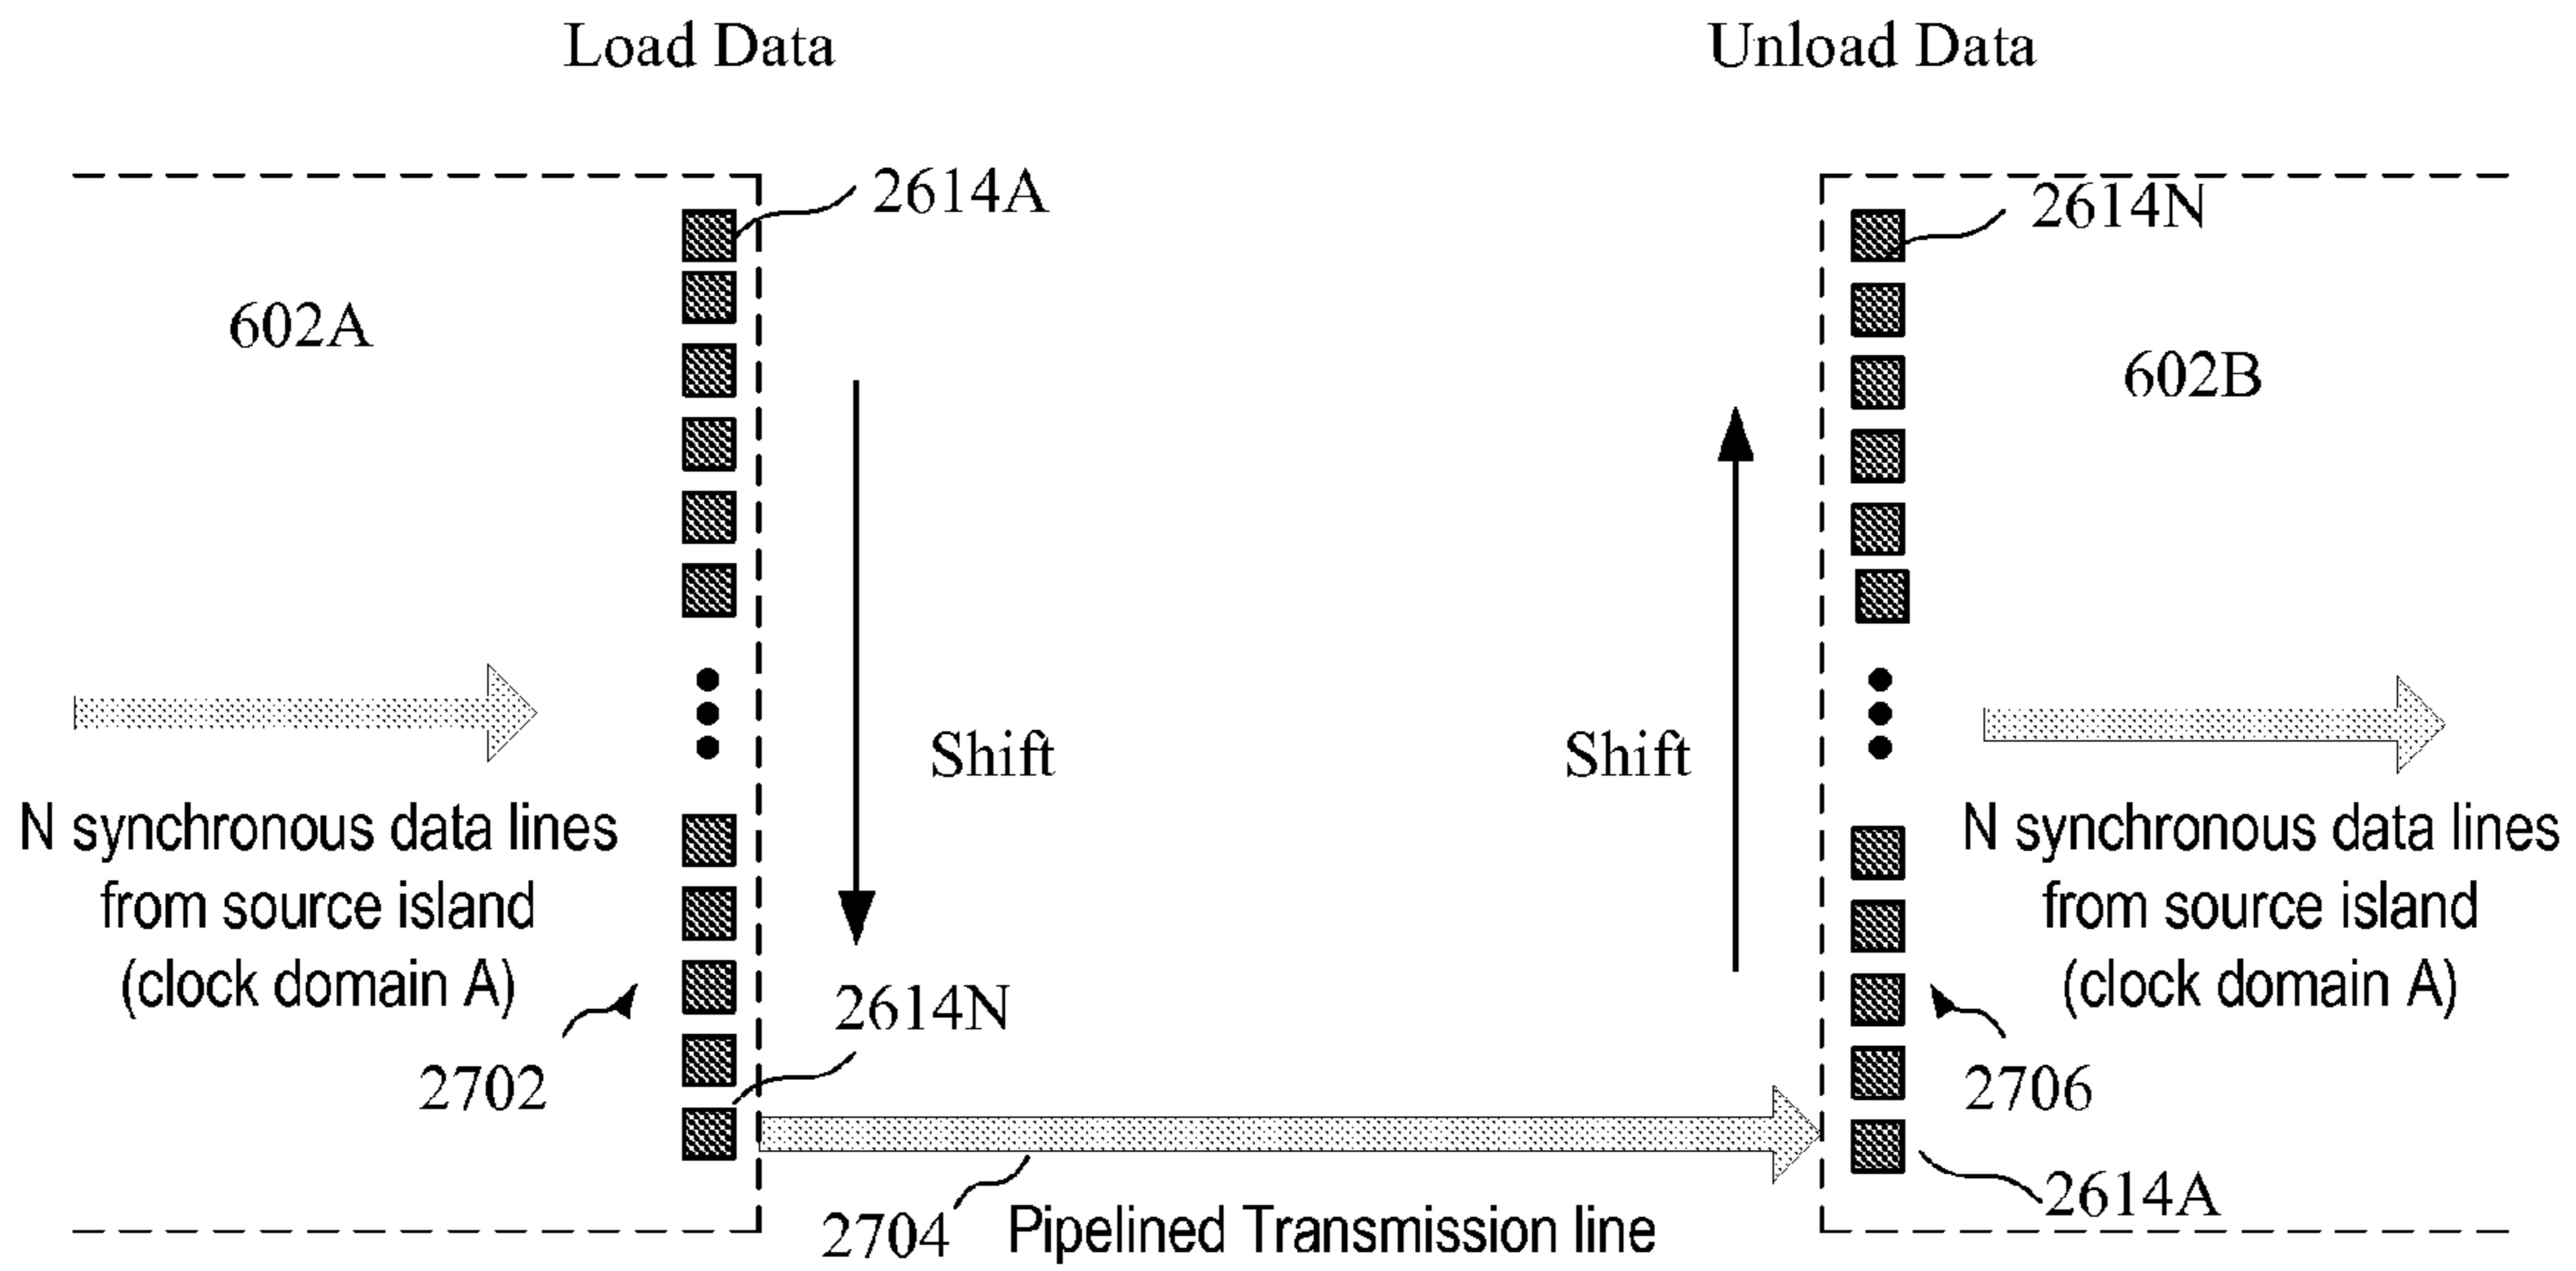 Load Data
Unload Data
2614A
2614N
602A
602B
Shift
Shift
N synchronous data lines
from source island
(clock domain A)
N synchronous data lines
from source island
(clock domain A)
2614N
2702
2706
2614A
2704
Pipelined Transmission line